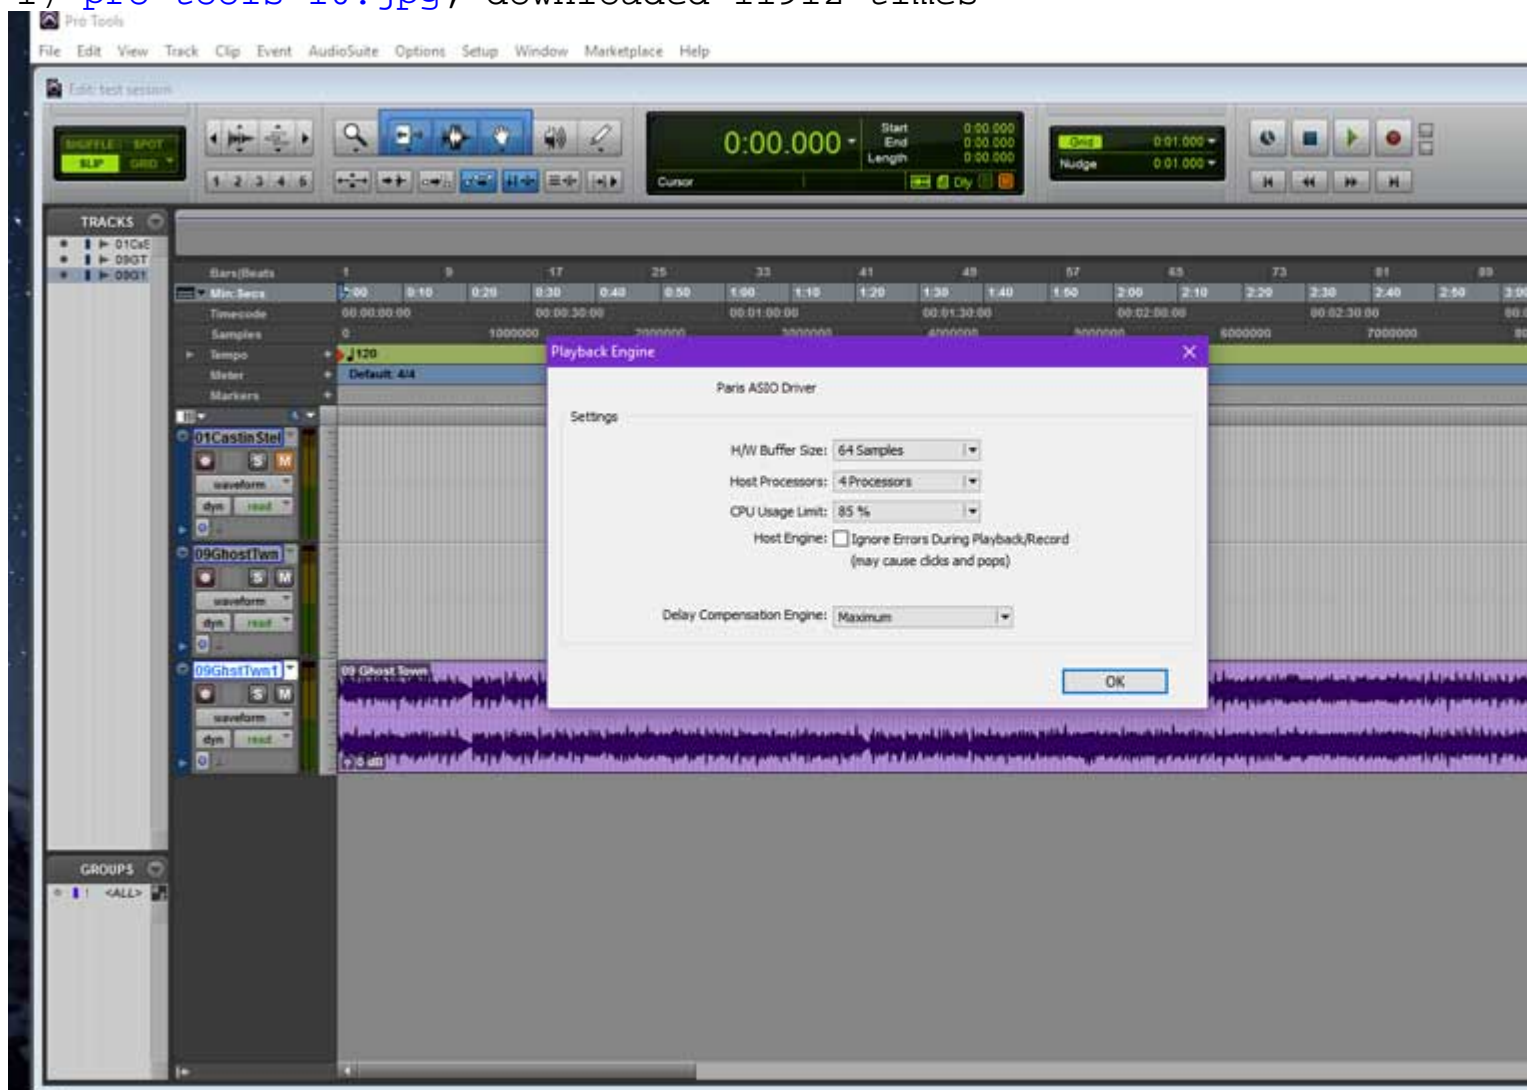 Pro Tools
File Edit View Track Clip Event AudioSuite Options Setup Window Marketplace Help
Edit: test session
SHUFFLE SPOT
SLIP GRID
1 2 3 4 5
0:00.000
Start 0:00.000
End 0:00.000
Length 0:00.000
Cursor
Dly
Grid 0:01.000
Nudge 0:01.000
TRACKS
01CaS
09GT
09G1
Bars|Beats 1 9 17 25 33 41 49 57 65 73 81 89
Min:Secs 0:10 0:20 0:30 0:40 0:50 1:00 1:10 1:20 1:30 1:40 1:50 2:00 2:10 2:20 2:30 2:40 2:50
Timecode 00:00:00:00 00:00:30:00 00:01:00:00 00:01:30:00 00:02:00:00 00:02:30:00
Samples 0 1000000 2000000 3000000 4000000 5000000 6000000 7000000
Tempo 120
Meter Default: 4/4
Markers
Playback Engine
Paris ASIO Driver
Settings
H/W Buffer Size: 64 Samples
Host Processors: 4 Processors
CPU Usage Limit: 85 %
Host Engine: Ignore Errors During Playback/Record
(may cause clicks and pops)
Delay Compensation Engine: Maximum
OK
01CastinStel
S M
waveform
dyn read
09GhostTwn
S M
waveform
dyn read
09GhstTwn1
S M
waveform
dyn read
09 Ghost Town
0 dB
GROUPS
! <ALL>